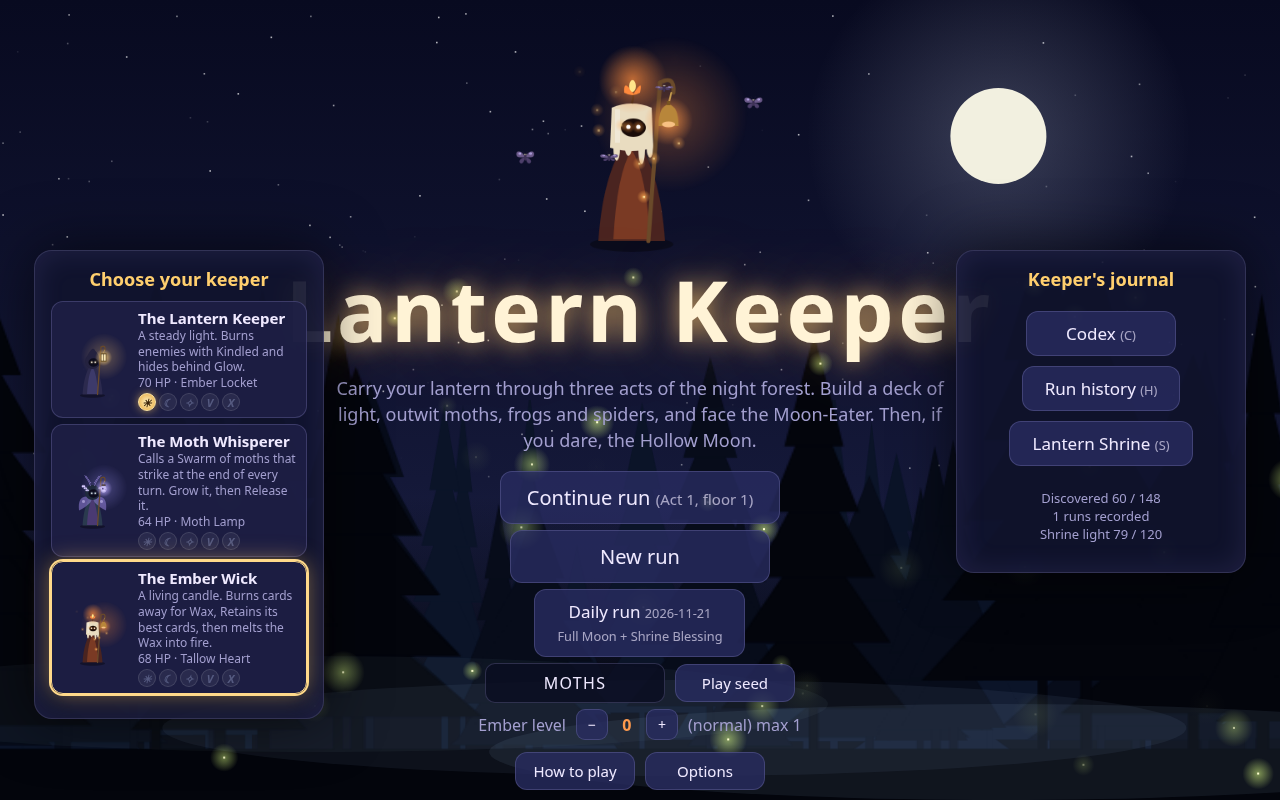 Choose your keeper
The Lantern Keeper
A steady light. Burns
enemies with Kindled and
hides behind Glow.
70 HP · Ember Locket
V X
The Moth Whisperer
Calls a Swarm of moths that
strike at the end of every
turn. Grow it, then Release
it.
64 HP · Moth Lamp
V X
The Ember Wick
A living candle. Burns cards
away for Wax, Retains its
best cards, then melts the
Wax into fire.
68 HP · Tallow Heart
V X
Lantern Keeper
Carry your lantern through three acts of the night forest. Build a deck of
light, outwit moths, frogs and spiders, and face the Moon-Eater. Then, if
you dare, the Hollow Moon.
Continue run (Act 1, floor 1)
New run
Daily run 2026-11-21
Full Moon + Shrine Blessing
MOTHS Play seed
Ember level − 0 + (normal) max 1
How to play Options
Keeper's journal
Codex (C)
Run history (H)
Lantern Shrine (S)
Discovered 60 / 148
1 runs recorded
Shrine light 79 / 120